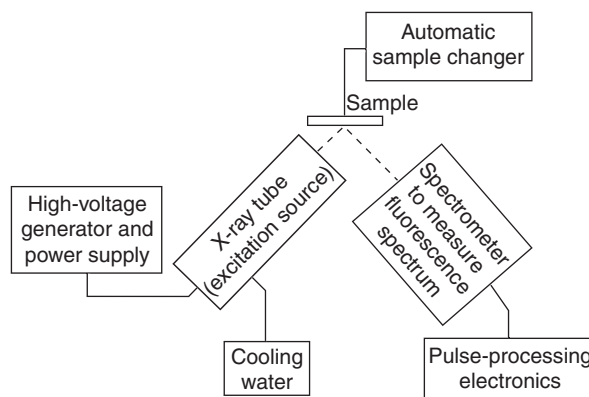 Automatic
sample changer
Sample
X-ray tube
(excitation source)
Spectrometer
to measure
fluorescence
spectrum
High-voltage
generator and
power supply
Cooling
water
Pulse-processing
electronics